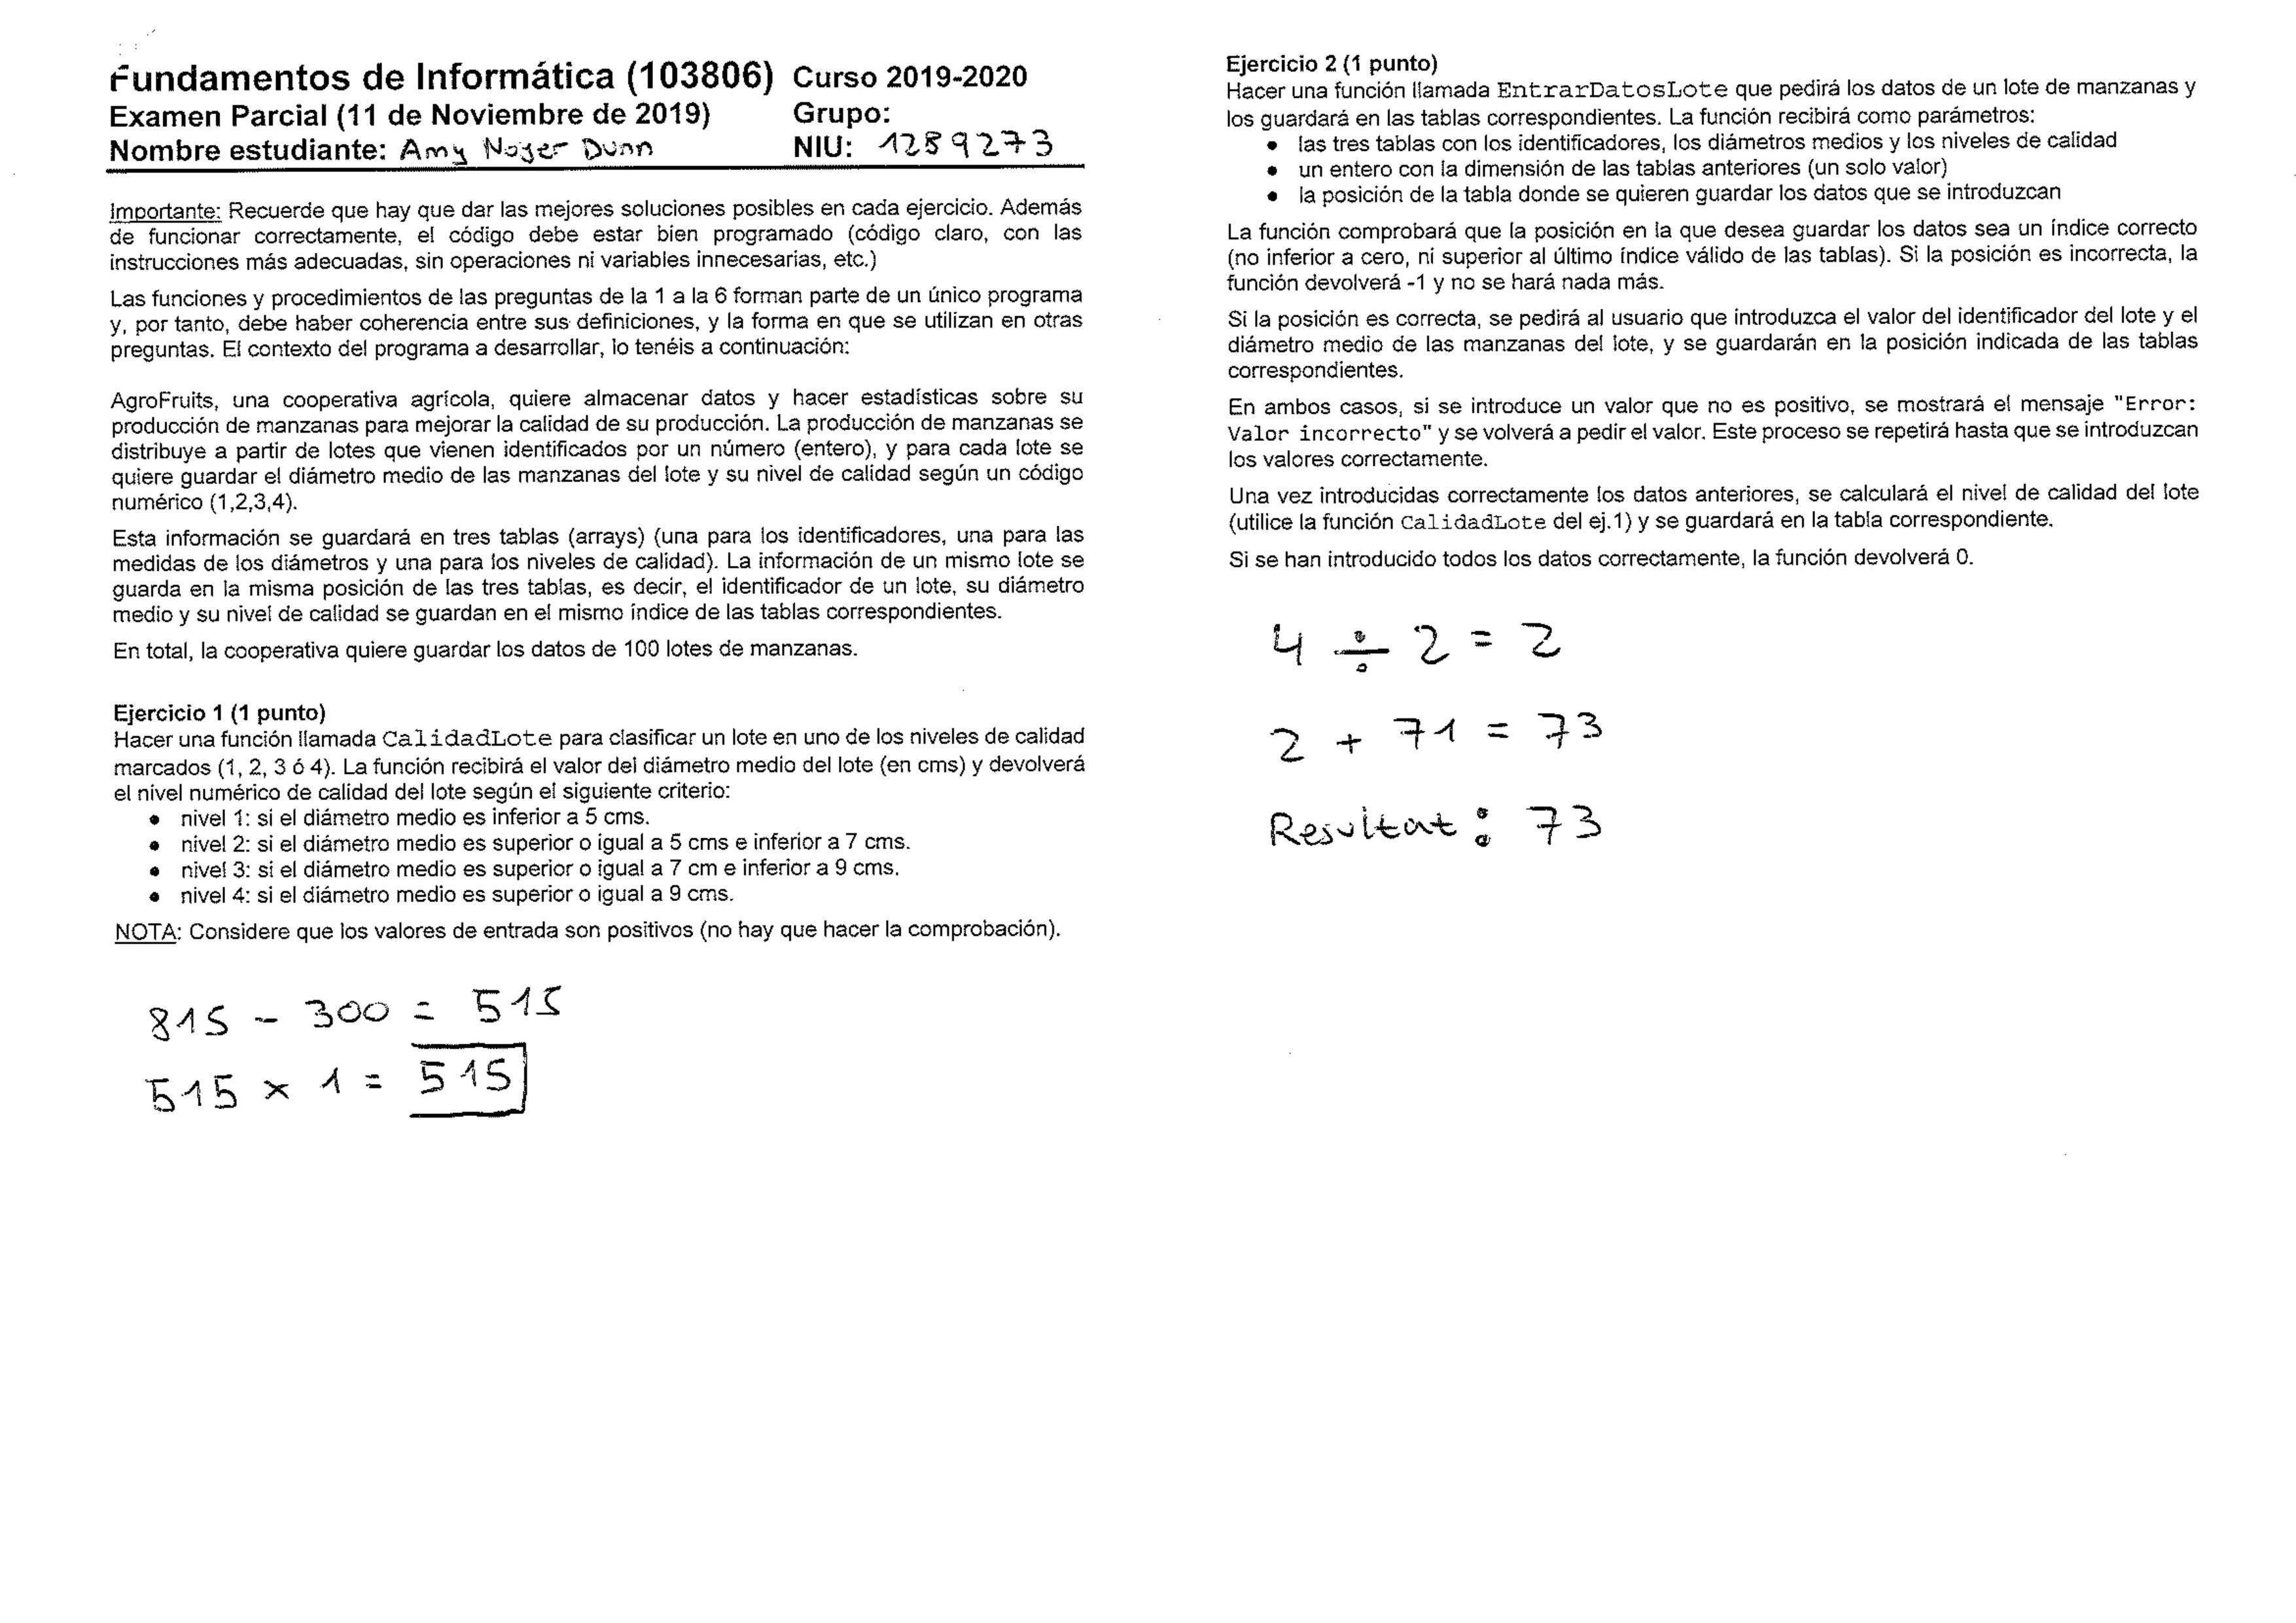 Fundamentos de Informática (103806) Curso 2019-2020
Examen Parcial (11 de Noviembre de 2019) Grupo:
Nombre estudiante: Amy Noyer Dunn NIU: 1289273
Importante: Recuerde que hay que dar las mejores soluciones posibles en cada ejercicio. Además
de funcionar correctamente, el código debe estar bien programado (código claro, con las
instrucciones más adecuadas, sin operaciones ni variables innecesarias, etc.)
Las funciones y procedimientos de las preguntas de la 1 a la 6 forman parte de un único programa
y, por tanto, debe haber coherencia entre sus definiciones, y la forma en que se utilizan en otras
preguntas. El contexto del programa a desarrollar, lo tenéis a continuación:
AgroFruits, una cooperativa agrícola, quiere almacenar datos y hacer estadísticas sobre su
producción de manzanas para mejorar la calidad de su producción. La producción de manzanas se
distribuye a partir de lotes que vienen identificados por un número (entero), y para cada lote se
quiere guardar el diámetro medio de las manzanas del lote y su nivel de calidad según un código
numérico (1,2,3,4).
Esta información se guardará en tres tablas (arrays) (una para los identificadores, una para las
medidas de los diámetros y una para los niveles de calidad). La información de un mismo lote se
guarda en la misma posición de las tres tablas, es decir, el identificador de un lote, su diámetro
medio y su nivel de calidad se guardan en el mismo índice de las tablas correspondientes.
En total, la cooperativa quiere guardar los datos de 100 lotes de manzanas.
Ejercicio 1 (1 punto)
Hacer una función llamada CalidadLote para clasificar un lote en uno de los niveles de calidad
marcados (1, 2, 3 ó 4). La función recibirá el valor del diámetro medio del lote (en cms) y devolverá
el nivel numérico de calidad del lote según el siguiente criterio:
• nivel 1: si el diámetro medio es inferior a 5 cms.
• nivel 2: si el diámetro medio es superior o igual a 5 cms e inferior a 7 cms.
• nivel 3: si el diámetro medio es superior o igual a 7 cm e inferior a 9 cms.
• nivel 4: si el diámetro medio es superior o igual a 9 cms.
NOTA: Considere que los valores de entrada son positivos (no hay que hacer la comprobación).
815 - 300 = 515
515 x 1 = 515
Ejercicio 2 (1 punto)
Hacer una función llamada EntrarDatosLote que pedirá los datos de un lote de manzanas y
los guardará en las tablas correspondientes. La función recibirá como parámetros:
• las tres tablas con los identificadores, los diámetros medios y los niveles de calidad
• un entero con la dimensión de las tablas anteriores (un solo valor)
• la posición de la tabla donde se quieren guardar los datos que se introduzcan
La función comprobará que la posición en la que desea guardar los datos sea un índice correcto
(no inferior a cero, ni superior al último índice válido de las tablas). Si la posición es incorrecta, la
función devolverá -1 y no se hará nada más.
Si la posición es correcta, se pedirá al usuario que introduzca el valor del identificador del lote y el
diámetro medio de las manzanas del lote, y se guardarán en la posición indicada de las tablas
correspondientes.
En ambos casos, si se introduce un valor que no es positivo, se mostrará el mensaje "Error:
Valor incorrecto" y se volverá a pedir el valor. Este proceso se repetirá hasta que se introduzcan
los valores correctamente.
Una vez introducidas correctamente los datos anteriores, se calculará el nivel de calidad del lote
(utilice la función CalidadLote del ej.1) y se guardará en la tabla correspondiente.
Si se han introducido todos los datos correctamente, la función devolverá 0.
4 ÷ 2 = 2
2 + 71 = 73
Resultat: 73